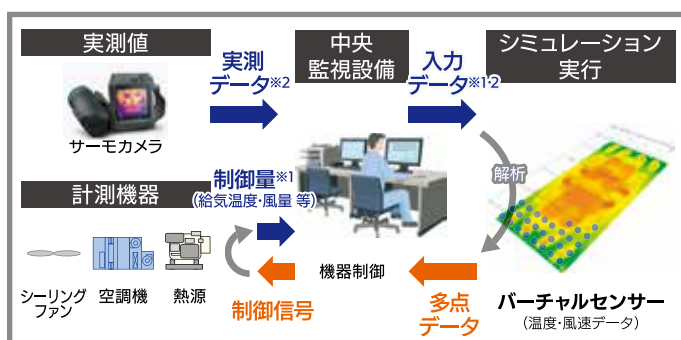 実測値
サーモカメラ
実測
データ※2
中央
監視設備
入力
データ※1・2
シミュレーション
実行
解析
計測機器
制御量※1
(給気温度・風量 等)
シーリング
ファン
空調機
熱源
制御信号
機器制御
多点
データ
バーチャルセンサー
(温度・風速データ)